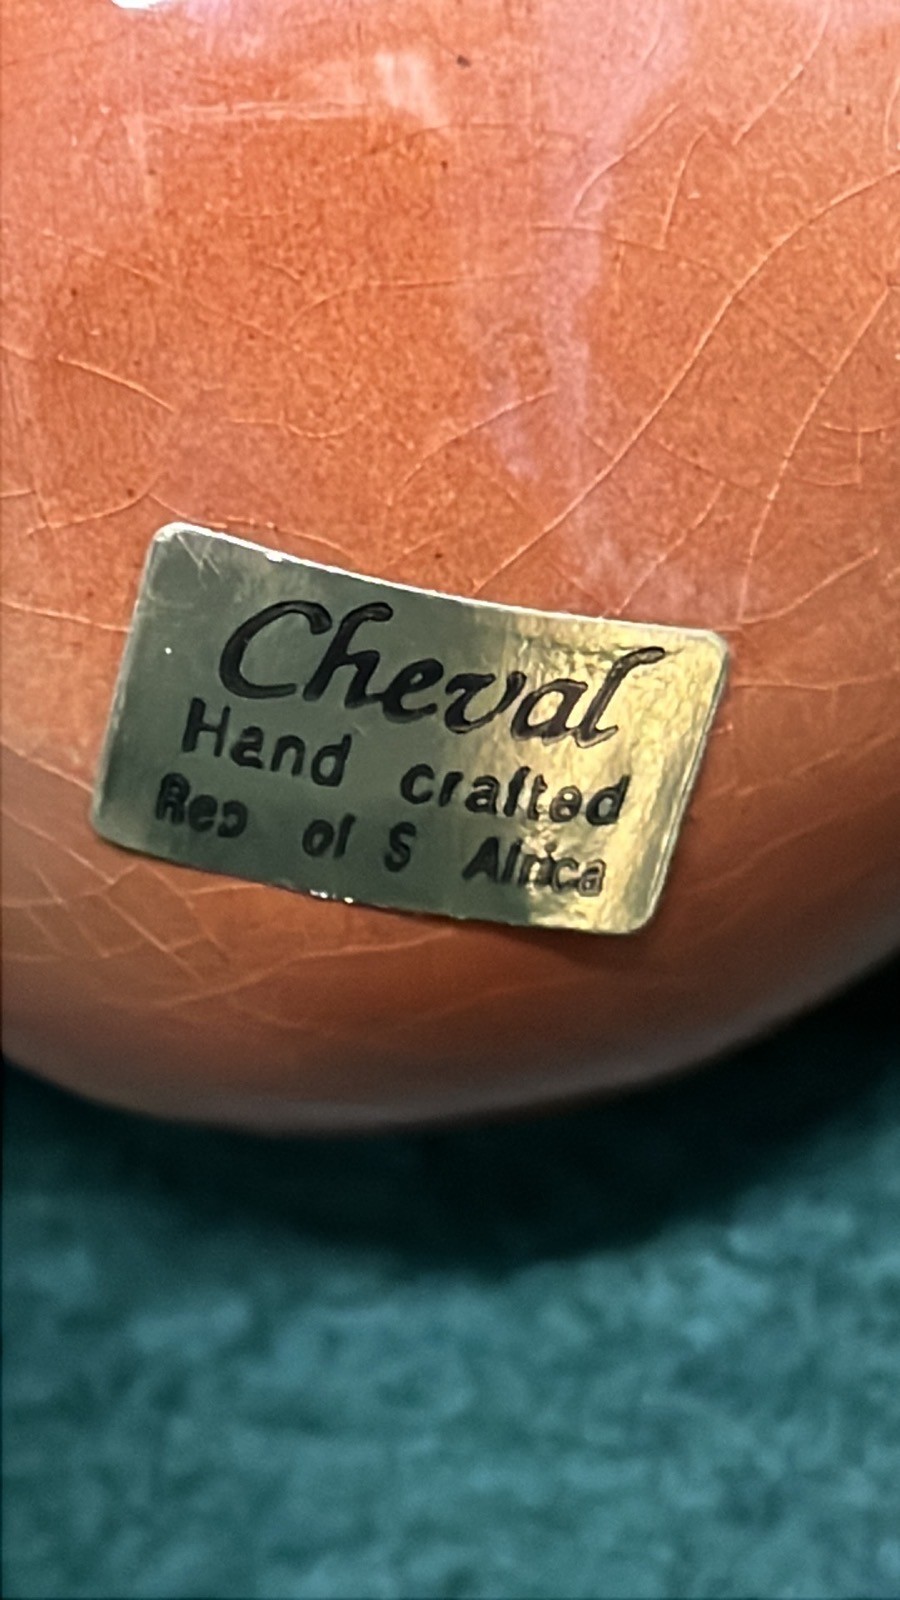 Cheval
Hand crafted
Rep of S Africa